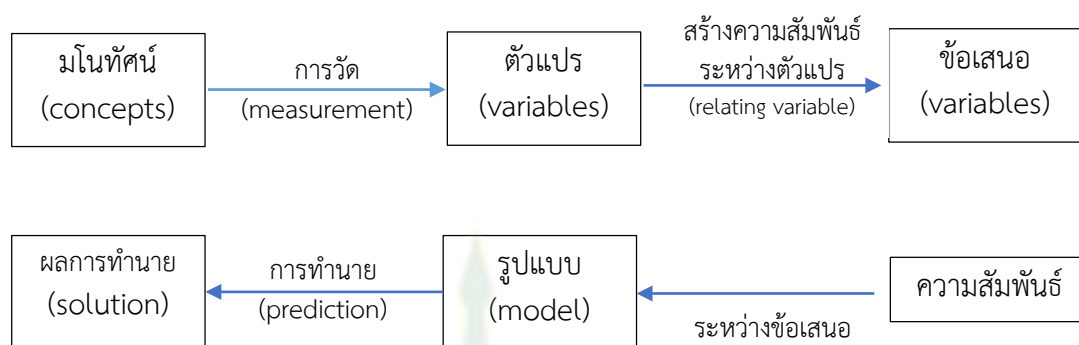 มโนทัศน์
(concepts)
การวัด
(measurement)
ตัวแปร
(variables)
สร้างความสัมพันธ์
ระหว่างตัวแปร
(relating variable)
ข้อเสนอ
(variables)
ผลการทำนาย
(solution)
การทำนาย
(prediction)
รูปแบบ
(model)
ระหว่างข้อเสนอ
ความสัมพันธ์